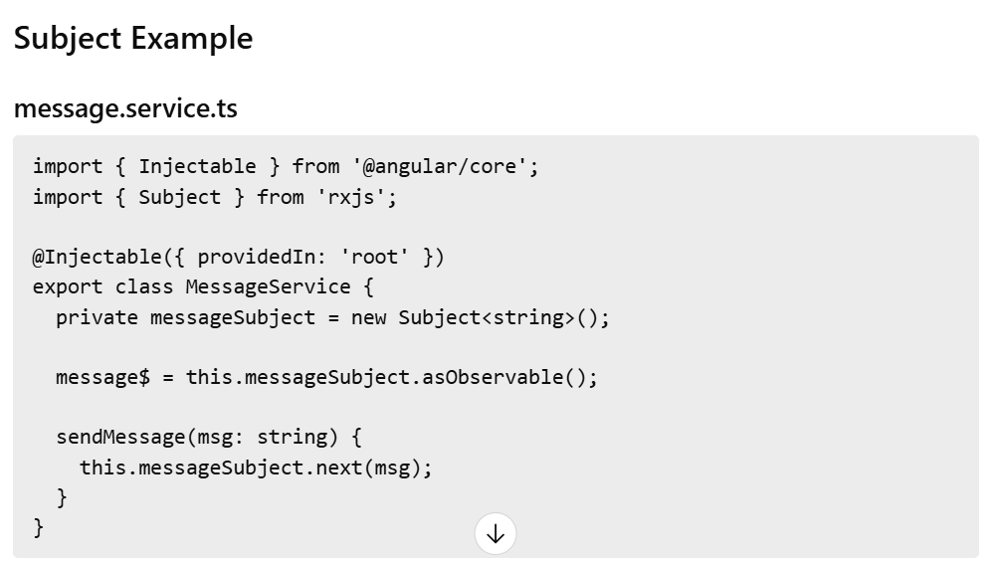 Subject Example
message.service.ts
import { Injectable } from '@angular/core';
import { Subject } from 'rxjs';
@Injectable({ providedIn: 'root' })
export class MessageService {
  private messageSubject = new Subject<string>();
  message$ = this.messageSubject.asObservable();
  sendMessage(msg: string) {
    this.messageSubject.next(msg);
  }
}